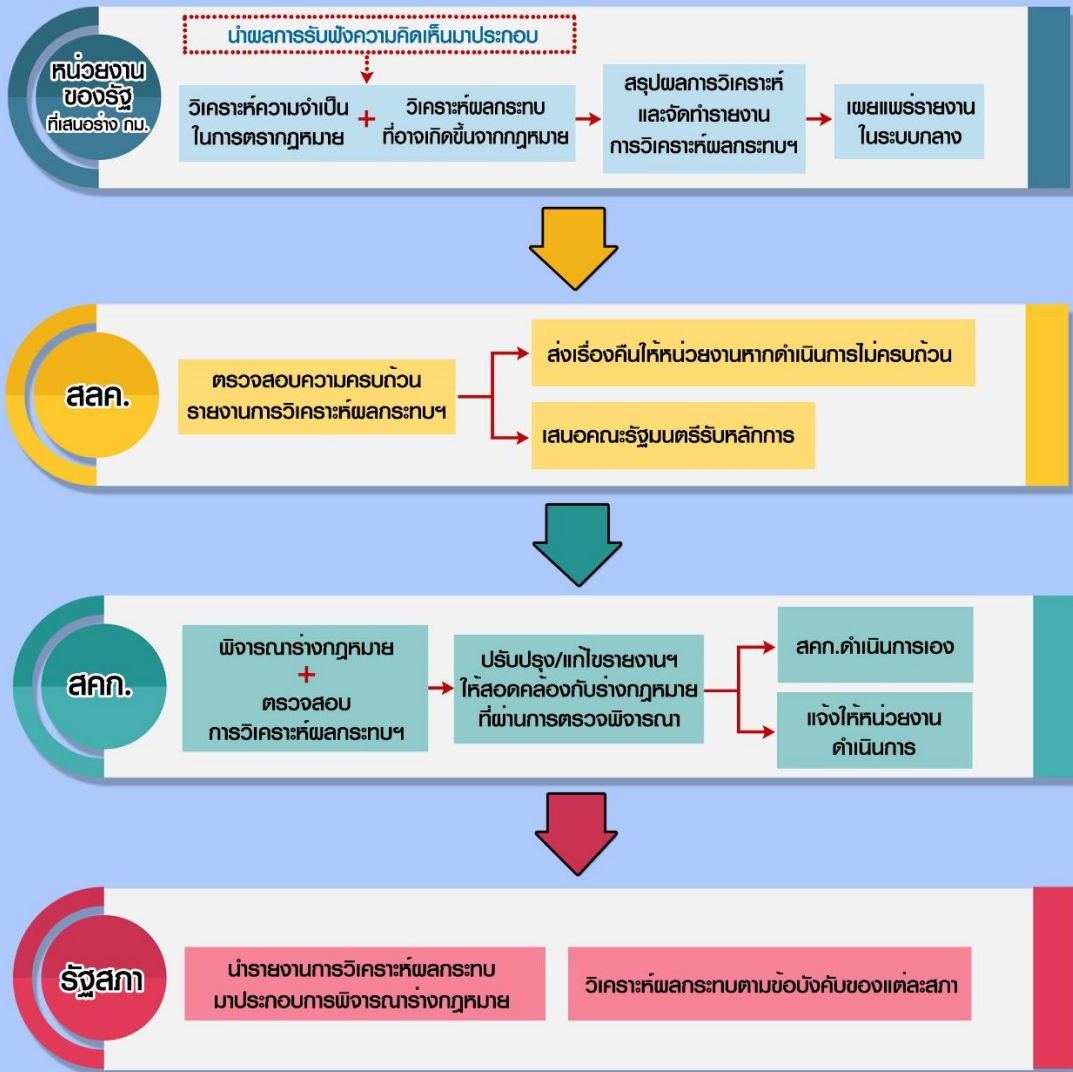 นำผลการรับฟังความคิดเห็นมาประกอบ
หน่วยงาน
ของรัฐ
ที่เสนอร่าง กม.
วิเคราะห์ความจำเป็น
ในการตรากฎหมาย
+
วิเคราะห์ผลกระทบ
ที่อาจเกิดขึ้นจากกฎหมาย
สรุปผลการวิเคราะห์
และจัดทำรายงาน
การวิเคราะห์ผลกระทบฯ
เผยแพร่รายงาน
ในระบบกลาง
สลค.
ตรวจสอบความครบถ้วน
รายงานการวิเคราะห์ผลกระทบฯ
ส่งเรื่องคืนให้หน่วยงานหากดำเนินการไม่ครบถ้วน
เสนอคณะรัฐมนตรีรับหลักการ
สคก.
พิจารณาร่างกฎหมาย
+
ตรวจสอบ
การวิเคราะห์ผลกระทบฯ
ปรับปรุง/แก้ไขรายงานฯ
ให้สอดคล้องกับร่างกฎหมาย
ที่ผ่านการตรวจพิจารณา
สคก.ดำเนินการเอง
แจ้งให้หน่วยงาน
ดำเนินการ
รัฐสภา
นำรายงานการวิเคราะห์ผลกระทบ
มาประกอบการพิจารณาร่างกฎหมาย
วิเคราะห์ผลกระทบตามข้อบังคับของแต่ละสภา